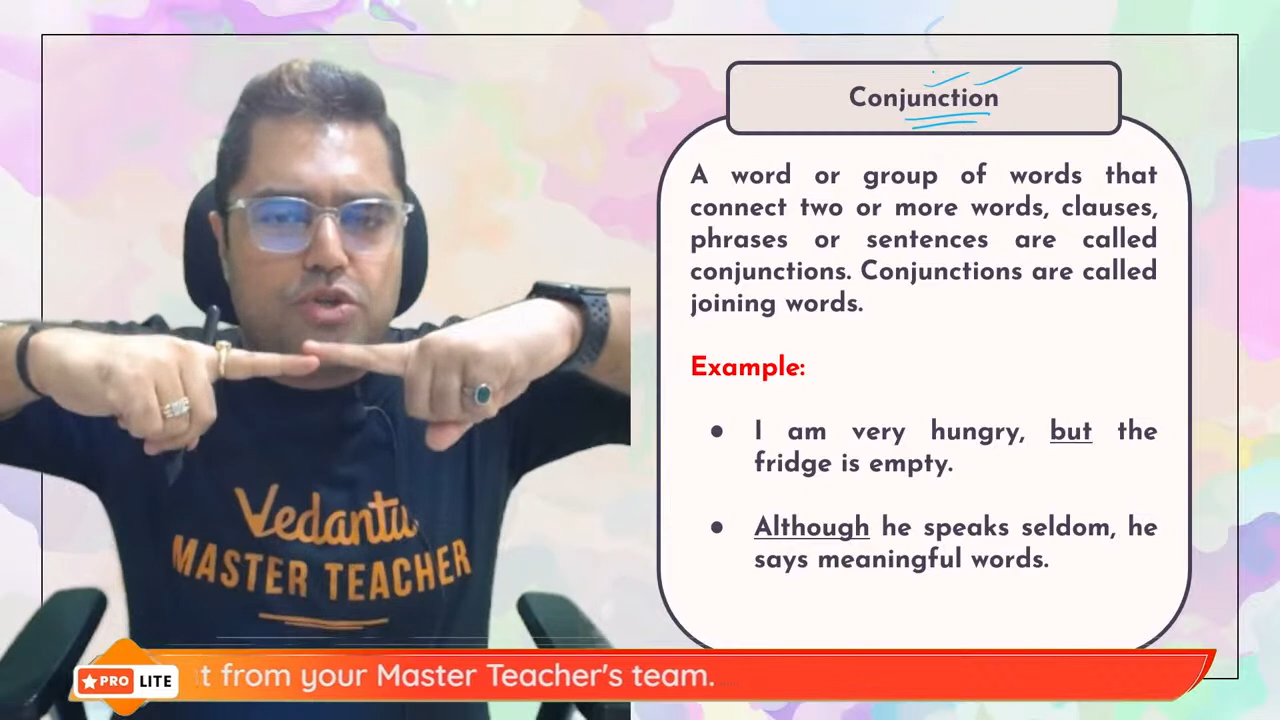 Conjunction
A word or group of words that
connect two or more words, clauses,
phrases or sentences are called
conjunctions. Conjunctions are called
joining words.
Example:
● I am very hungry, but the
fridge is empty.
● Although he speaks seldom, he
says meaningful words.
Vedantu
MASTER TEACHER
PRO LITE
t from your Master Teacher's team.